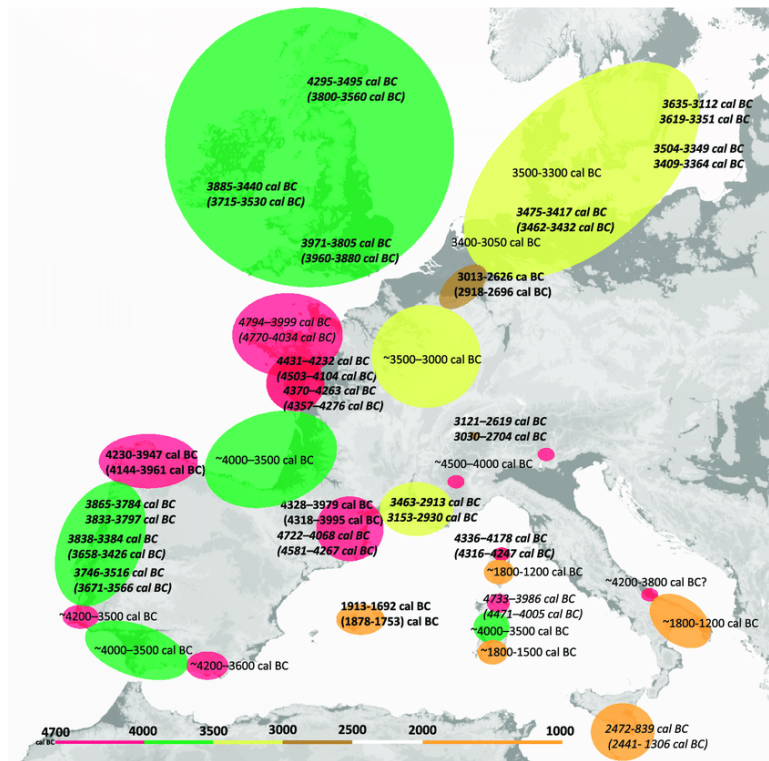 4295-3495 cal BC
(3800-3560 cal BC)
3885-3440 cal BC
(3715-3530 cal BC)
3971-3805 cal BC
(3960-3880 cal BC)
3635-3112 cal BC
3619-3351 cal BC
3504-3349 cal BC
3409-3364 cal BC
3500-3300 cal BC
3475-3417 cal BC
(3462-3432 cal BC)
3400-3050 cal BC
3013-2626 ca BC
(2918-2696 cal BC)
4794–3999 cal BC
(4770-4034 cal BC)
4431–4232 cal BC
(4503–4104 cal BC)
4370–4263 cal BC
(4357–4276 cal BC)
~3500–3000 cal BC
3121–2619 cal BC
3030–2704 cal BC
~4500–4000 cal BC
4230-3947 cal BC
(4144-3961 cal BC)
~4000–3500 cal BC
3865-3784 cal BC
3833-3797 cal BC
3838-3384 cal BC
(3658-3426 cal BC)
3746-3516 cal BC
(3671-3566 cal BC)
4328–3979 cal BC
(4318–3995 cal BC)
4722–4068 cal BC
(4581–4267 cal BC)
3463-2913 cal BC
3153-2930 cal BC
4336–4178 cal BC
(4316–4247 cal BC)
~1800-1200 cal BC
4733–3986 cal BC
(4471–4005 cal BC)
~4000–3500 cal BC
~1800-1500 cal BC
1913-1692 cal BC
(1878-1753) cal BC
~4200–3800 cal BC?
~1800-1200 cal BC
~4200–3500 cal BC
~4000–3500 cal BC
~4200–3600 cal BC
2472-839 cal BC
(2441- 1306 cal BC)
4700 4000 3500 3000 2500 2000 1000
cal BC